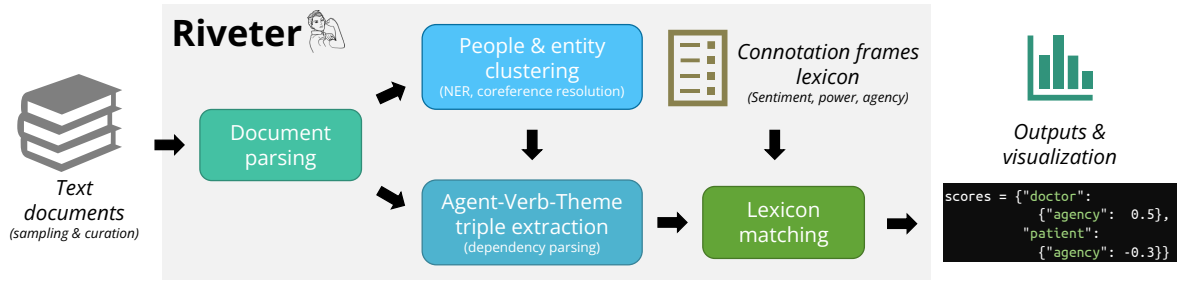 Riveter
Text
documents
(sampling & curation)
Document
parsing
People & entity
clustering
(NER, coreference resolution)
Agent-Verb-Theme
triple extraction
(dependency parsing)
Connotation frames
lexicon
(Sentiment, power, agency)
Lexicon
matching
Outputs &
visualization
scores = {"doctor":
{"agency":  0.5},
"patient":
{"agency": -0.3}}